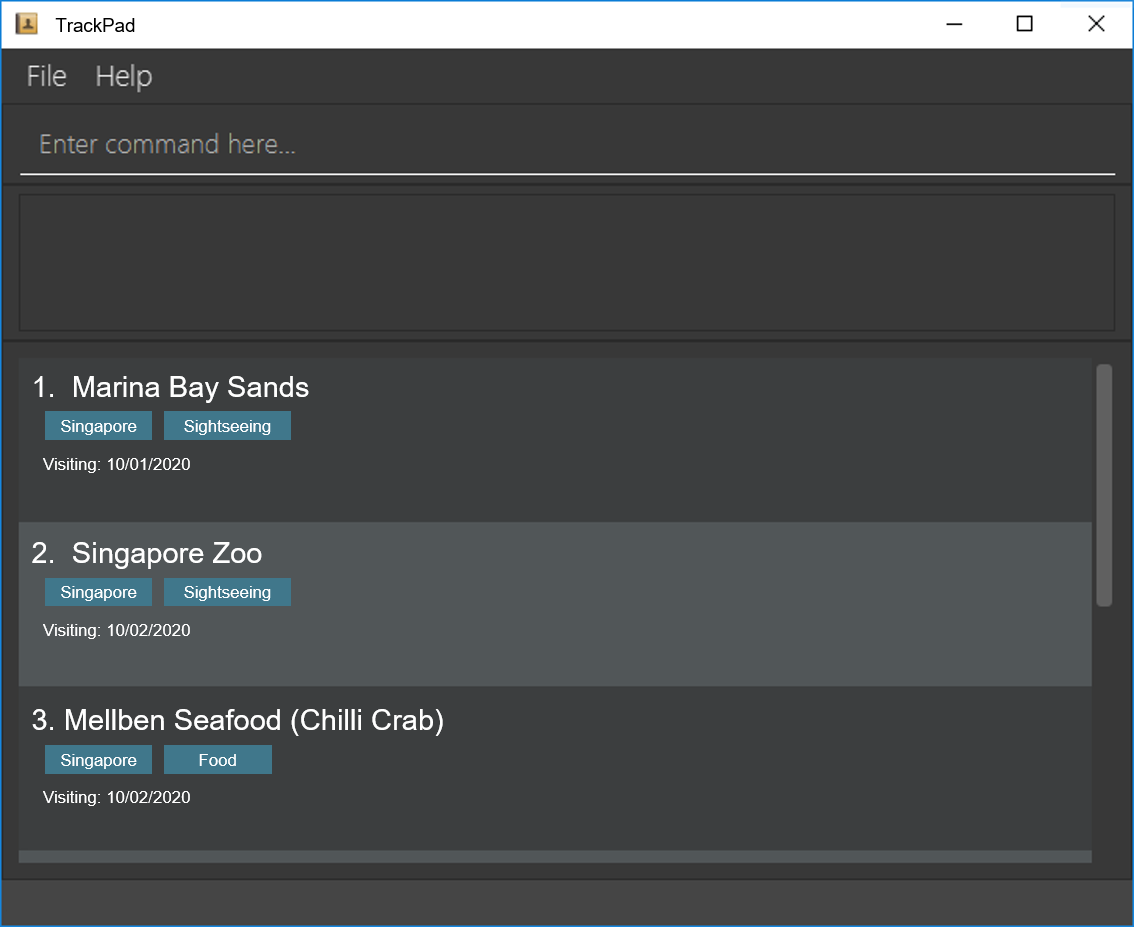 TrackPad
File Help
Enter command here...
1. Marina Bay Sands
Singapore Sightseeing
Visiting: 10/01/2020
2. Singapore Zoo
Singapore Sightseeing
Visiting: 10/02/2020
3. Mellben Seafood (Chilli Crab)
Singapore Food
Visiting: 10/02/2020